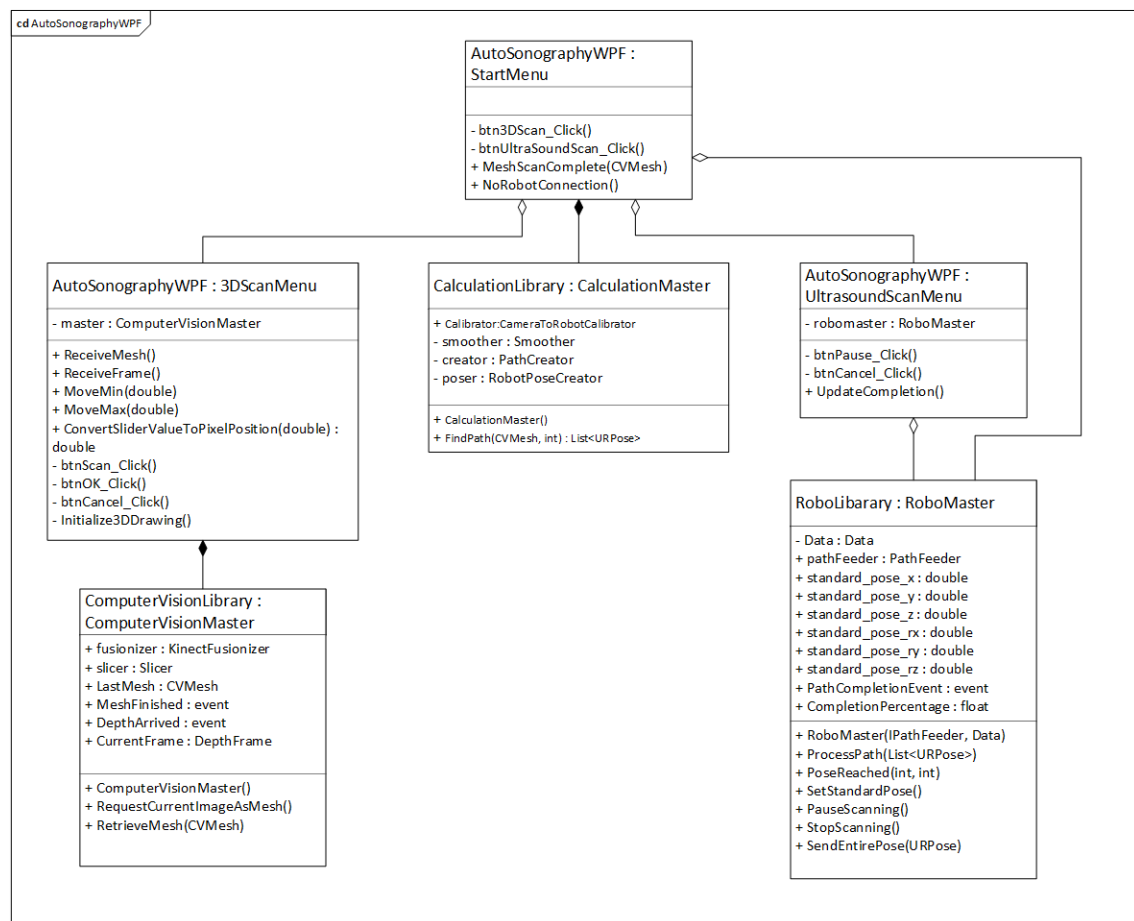 cd AutoSonographyWPF
AutoSonographyWPF :
StartMenu
- btn3DScan_Click()
- btnUltraSoundScan_Click()
+ MeshScanComplete(CVMesh)
+ NoRobotConnection()
AutoSonographyWPF : 3DScanMenu
- master : ComputerVisionMaster
+ ReceiveMesh()
+ ReceiveFrame()
+ MoveMin(double)
+ MoveMax(double)
+ ConvertSliderValueToPixelPosition(double) :
double
- btnScan_Click()
- btnOK_Click()
- btnCancel_Click()
- Initialize3DDrawing()
CalculationLibrary : CalculationMaster
+ Calibrator:CameraToRobotCalibrator
- smoother : Smoother
- creator : PathCreator
- poser : RobotPoseCreator
+ CalculationMaster()
+ FindPath(CVMesh, int) : List<URPose>
AutoSonographyWPF :
UltrasoundScanMenu
- robomaster : RoboMaster
- btnPause_Click()
- btnCancel_Click()
+ UpdateCompletion()
ComputerVisionLibrary :
ComputerVisionMaster
+ fusionizer : KinectFusionizer
+ slicer : Slicer
+ LastMesh : CVMesh
+ MeshFinished : event
+ DepthArrived : event
+ CurrentFrame : DepthFrame
+ ComputerVisionMaster()
+ RequestCurrentImageAsMesh()
+ RetrieveMesh(CVMesh)
RoboLibarary : RoboMaster
- Data : Data
+ pathFeeder : PathFeeder
+ standard_pose_x : double
+ standard_pose_y : double
+ standard_pose_z : double
+ standard_pose_rx : double
+ standard_pose_ry : double
+ standard_pose_rz : double
+ PathCompletionEvent : event
+ CompletionPercentage : float
+ RoboMaster(IPathFeeder, Data)
+ ProcessPath(List<URPose>)
+ PoseReached(int, int)
+ SetStandardPose()
+ PauseScanning()
+ StopScanning()
+ SendEntirePose(URPose)